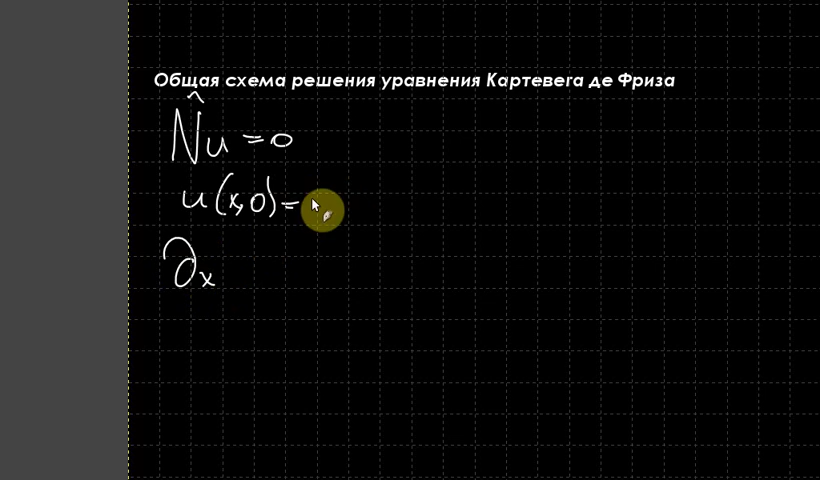 Общая схема решения уравнения Картевега де Фриза
N̂u = 0
u(x,0) =
∂x